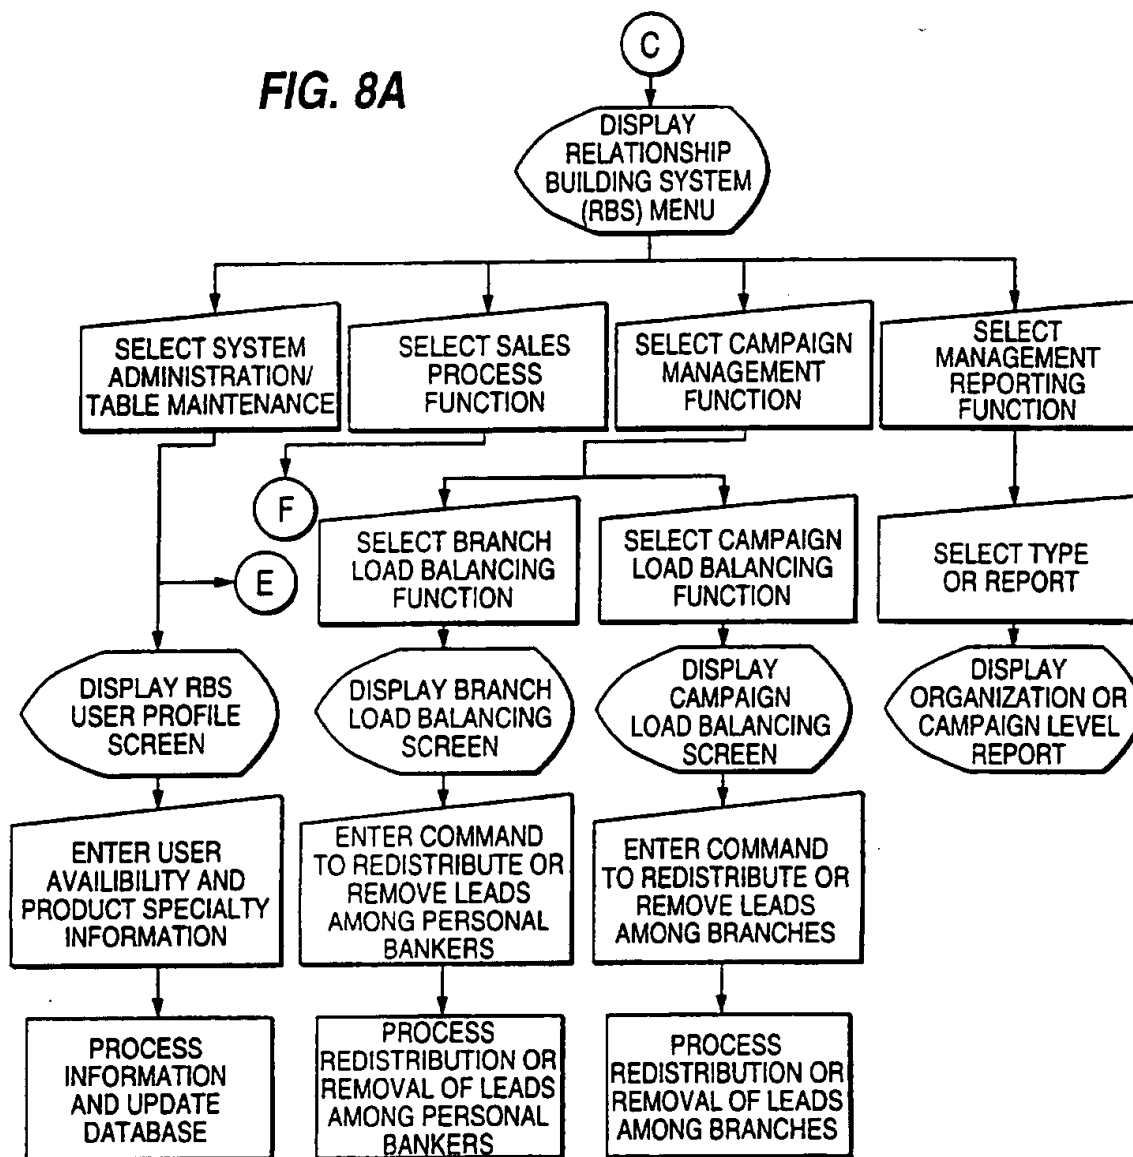 C
FIG. 8A
DISPLAY
RELATIONSHIP
BUILDING SYSTEM
(RBS) MENU
SELECT SYSTEM
ADMINISTRATION/
TABLE MAINTENANCE
SELECT SALES
PROCESS
FUNCTION
SELECT CAMPAIGN
MANAGEMENT
FUNCTION
SELECT
MANAGEMENT
REPORTING
FUNCTION
F
E
SELECT BRANCH
LOAD BALANCING
FUNCTION
SELECT CAMPAIGN
LOAD BALANCING
FUNCTION
SELECT TYPE
OR REPORT
DISPLAY RBS
USER PROFILE
SCREEN
DISPLAY BRANCH
LOAD BALANCING
SCREEN
DISPLAY
CAMPAIGN
LOAD BALANCING
SCREEN
DISPLAY
ORGANIZATION OR
CAMPAIGN LEVEL
REPORT
ENTER USER
AVAILIBILITY AND
PRODUCT SPECIALTY
INFORMATION
ENTER COMMAND
TO REDISTRIBUTE OR
REMOVE LEADS
AMONG PERSONAL
BANKERS
ENTER COMMAND
TO REDISTRIBUTE OR
REMOVE LEADS
AMONG BRANCHES
PROCESS
INFORMATION
AND UPDATE
DATABASE
PROCESS
REDISTRIBUTION OR
REMOVAL OF LEADS
AMONG PERSONAL
BANKERS
PROCESS
REDISTRIBUTION OR
REMOVAL OF LEADS
AMONG BRANCHES